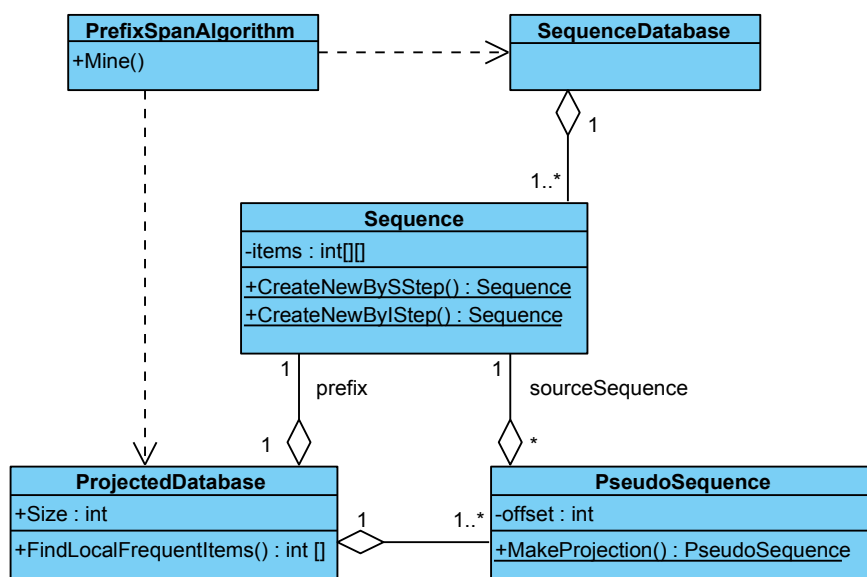 PrefixSpanAlgorithm
+Mine()
SequenceDatabase
1
1..*
Sequence
-items : int[][]
+CreateNewBySStep() : Sequence
+CreateNewByIStep() : Sequence
1
prefix
1
1
sourceSequence
*
ProjectedDatabase
+Size : int
+FindLocalFrequentItems() : int []
1
1..*
PseudoSequence
-offset : int
+MakeProjection() : PseudoSequence